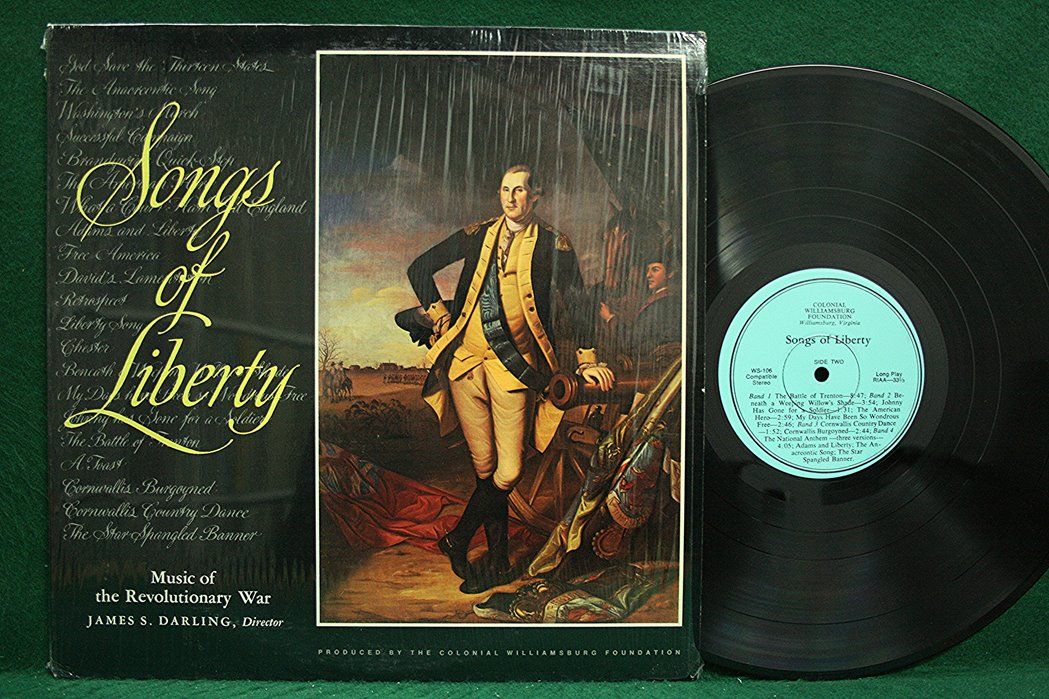 God Save the Thirteen States
The Anacreontic Song
Washington's March
Successful Campaign
Brandywine Quick-Step
The
England
Adams and Liberty
Free America
David's Lamentation
Retrospect
Liberty Song
Chester
Beneath
My Days Free
for a Soldier
The Battle of Trenton
A Toast
Cornwallis Burgoyned
Cornwallis Country Dance
The Star Spangled Banner
Songs
of
Liberty
Music of
the Revolutionary War
JAMES S. DARLING, Director
PRODUCED BY THE COLONIAL WILLIAMSBURG FOUNDATION
COLONIAL
WILLIAMSBURG
FOUNDATION
Williamsburg, Virginia
Songs of Liberty
SIDE TWO
WS-106
Compatible
Stereo
Long Play
RIAA—33⅓
Band 1 The Battle of Trenton—8:47; Band 2 Be-
neath a Weeping Willow's Shade—3:54; Johnny
Has Gone for a Soldier—1:31; The American
Hero—2:59; My Days Have Been So Wondrous
Free—2:46; Band 3 Cornwallis Country Dance
—1:52; Cornwallis Burgoyned—2:44; Band 4
The National Anthem—three versions—
4:05; Adams and Liberty; The An-
acreontic Song; The Star
Spangled Banner.